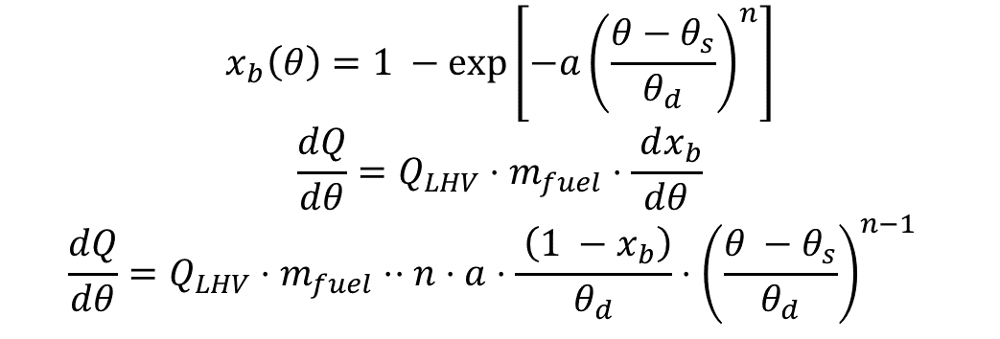 x_b(θ) = 1 − exp[−a((θ − θ_s)/θ_d)^n]
dQ/dθ = Q_LHV · m_fuel · dx_b/dθ
dQ/dθ = Q_LHV · m_fuel ·· n · a · (1 − x_b)/θ_d · ((θ − θ_s)/θ_d)^(n−1)